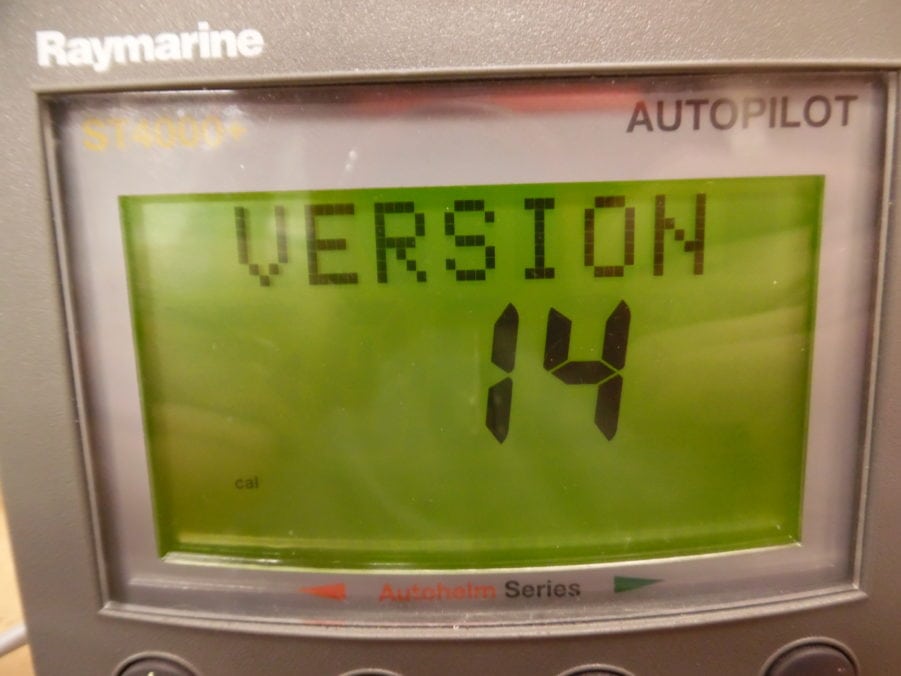 Raymarine
ST4000+
AUTOPILOT
VERSION
14
cal
Autohelm Series